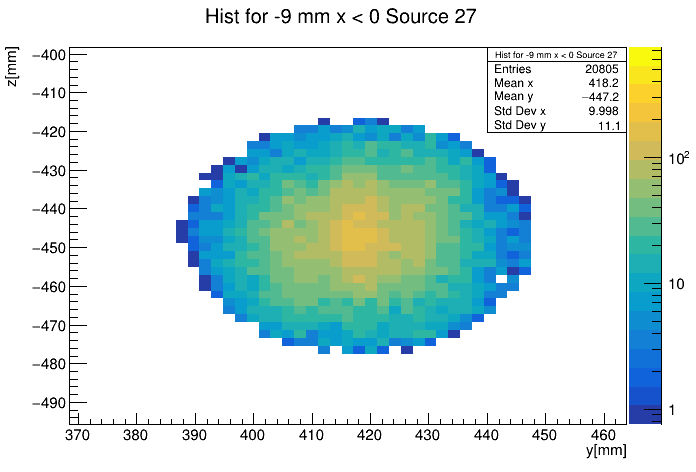 Hist for -9 mm x < 0 Source 27
z[mm]
Hist for -9 mm x < 0 Source 27
Entries 20805
Mean x 418.2
Mean y −447.2
Std Dev x 9.998
Std Dev y 11.1
−400
−410
−420
−430
−440
−450
−460
−470
−480
−490
10²
10
1
370 380 390 400 410 420 430 440 450 460
y[mm]